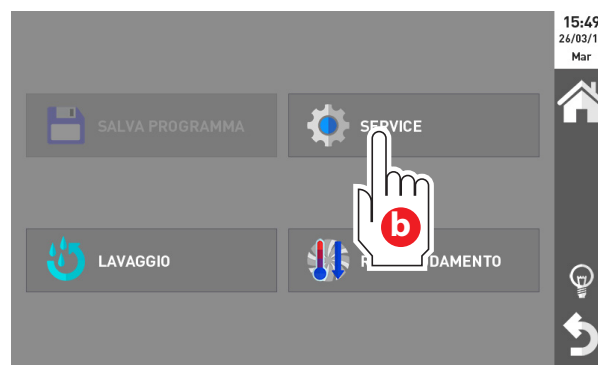 15:49
26/03/1
Mar
SALVA PROGRAMMA
SERVICE
b
LAVAGGIO
DAMENTO